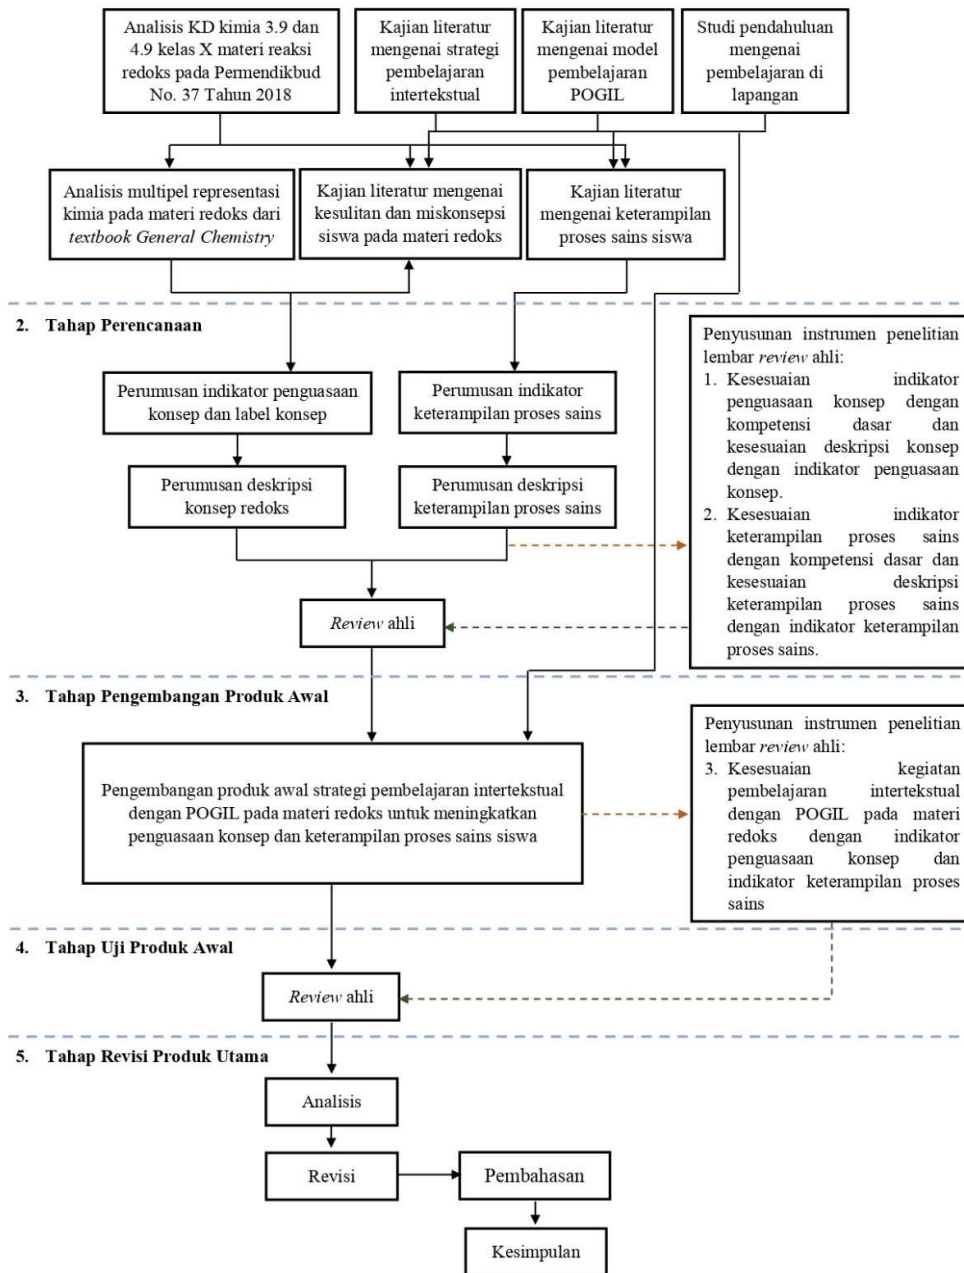 Analisis KD kimia 3.9 dan
4.9 kelas X materi reaksi
redoks pada Permendikbud
No. 37 Tahun 2018
Kajian literatur
mengenai strategi
pembelajaran
intertekstual
Kajian literatur
mengenai model
pembelajaran
POGIL
Studi pendahuluan
mengenai
pembelajaran di
lapangan
Analisis multipel representasi
kimia pada materi redoks dari
textbook General Chemistry
Kajian literatur mengenai
kesulitan dan miskonsepsi
siswa pada materi redoks
Kajian literatur
mengenai keterampilan
proses sains siswa
2. Tahap Perencanaan
Perumusan indikator penguasaan
konsep dan label konsep
Perumusan indikator
keterampilan proses sains
Perumusan deskripsi
konsep redoks
Perumusan deskripsi
keterampilan proses sains
Review ahli
Penyusunan instrumen penelitian
lembar review ahli:
1. Kesesuaian indikator
penguasaan konsep dengan
kompetensi dasar dan
kesesuaian deskripsi konsep
dengan indikator penguasaan
konsep.
2. Kesesuaian indikator
keterampilan proses sains
dengan kompetensi dasar dan
kesesuaian deskripsi
keterampilan proses sains
dengan indikator keterampilan
proses sains.
3. Tahap Pengembangan Produk Awal
Pengembangan produk awal strategi pembelajaran intertekstual
dengan POGIL pada materi redoks untuk meningkatkan
penguasaan konsep dan keterampilan proses sains siswa
Penyusunan instrumen penelitian
lembar review ahli:
3. Kesesuaian kegiatan
pembelajaran intertekstual
dengan POGIL pada materi
redoks dengan indikator
penguasaan konsep dan
indikator keterampilan proses
sains
4. Tahap Uji Produk Awal
Review ahli
5. Tahap Revisi Produk Utama
Analisis
Revisi
Pembahasan
Kesimpulan